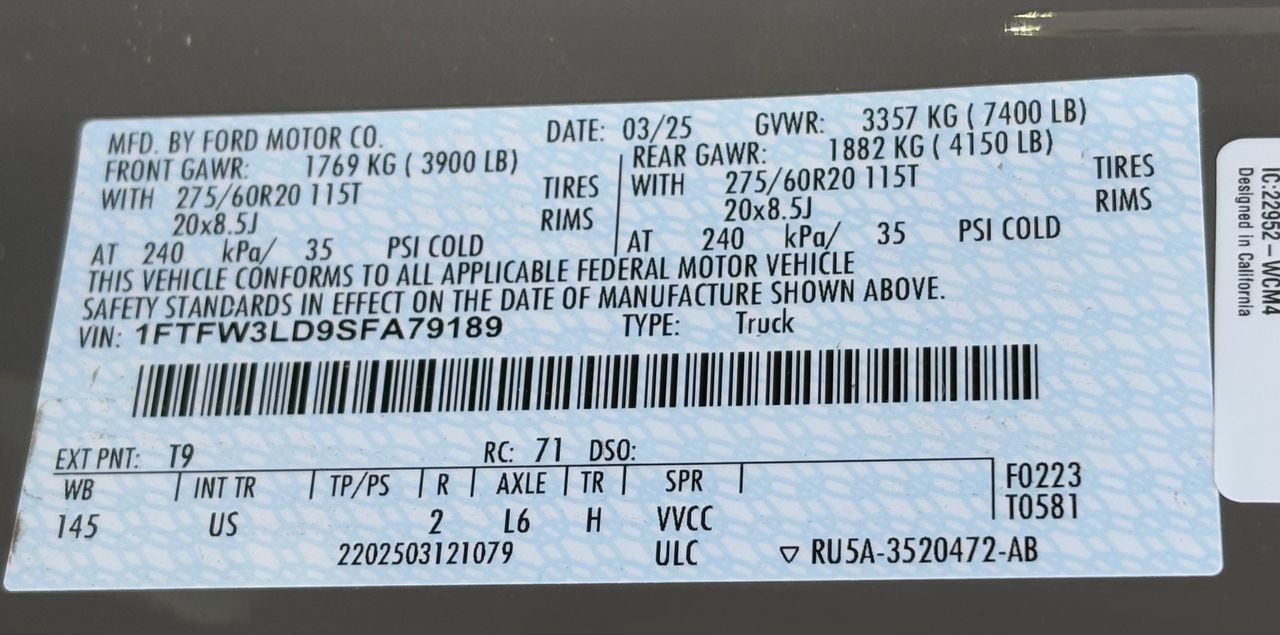 MFD. BY FORD MOTOR CO. DATE: 03/25 GVWR: 3357 KG ( 7400 LB)
FRONT GAWR: 1769 KG ( 3900 LB) REAR GAWR: 1882 KG ( 4150 LB)
WITH 275/60R20 115T TIRES WITH 275/60R20 115T TIRES
20x8.5J RIMS 20x8.5J RIMS
AT 240 kPa/ 35 PSI COLD AT 240 kPa/ 35 PSI COLD
THIS VEHICLE CONFORMS TO ALL APPLICABLE FEDERAL MOTOR VEHICLE
SAFETY STANDARDS IN EFFECT ON THE DATE OF MANUFACTURE SHOWN ABOVE.
VIN: 1FTFW3LD9SFA79189 TYPE: Truck
EXT PNT: T9 RC: 71 DSO:
WB INT TR TP/PS R AXLE TR SPR F0223
145 US 2 L6 H VVCC T0581
2202503121079 ULC ▽ RU5A-3520472-AB
IC:22952-WCM4
Designed in California